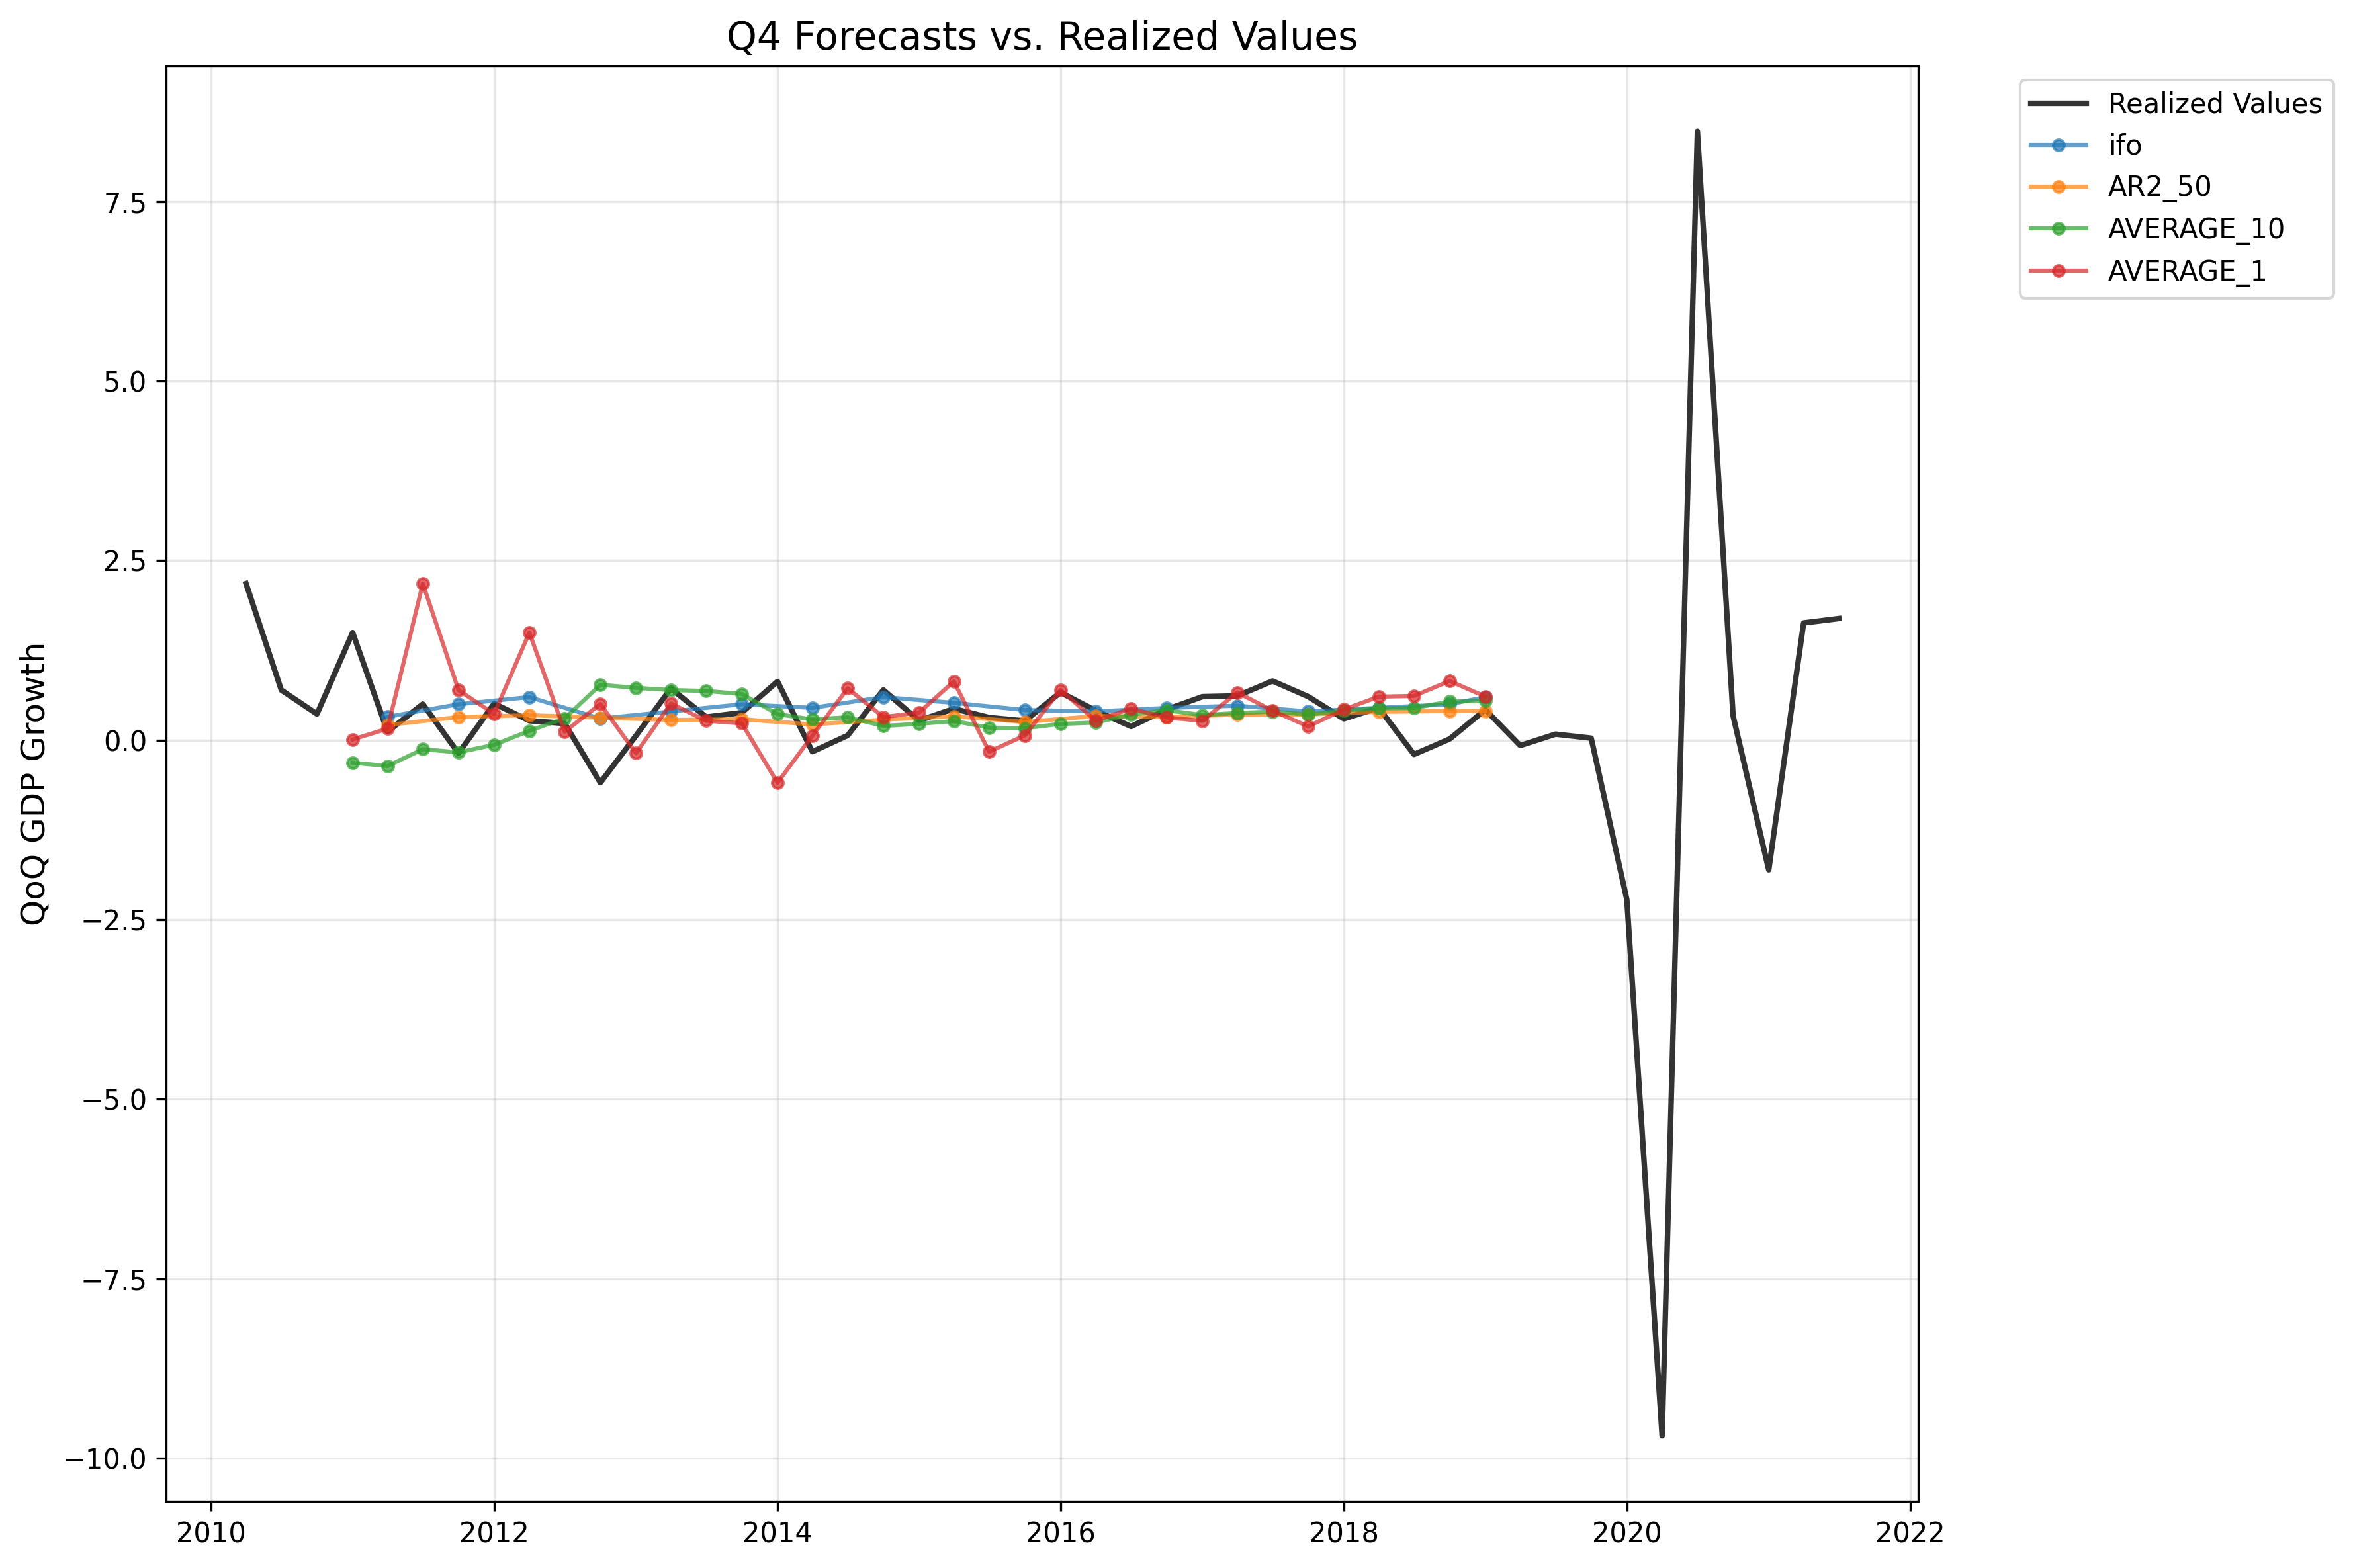 Q4 Forecasts vs. Realized Values
Realized Values
ifo
AR2_50
AVERAGE_10
AVERAGE_1
QoQ GDP Growth
7.5
5.0
2.5
0.0
−2.5
−5.0
−7.5
−10.0
2010 2012 2014 2016 2018 2020 2022